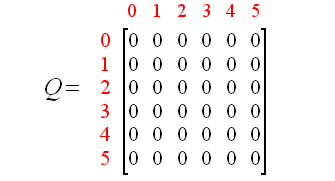 0 1 2 3 4 5
0 0 0 0 0 0 0
1 0 0 0 0 0 0
Q= 2 0 0 0 0 0 0
3 0 0 0 0 0 0
4 0 0 0 0 0 0
5 0 0 0 0 0 0